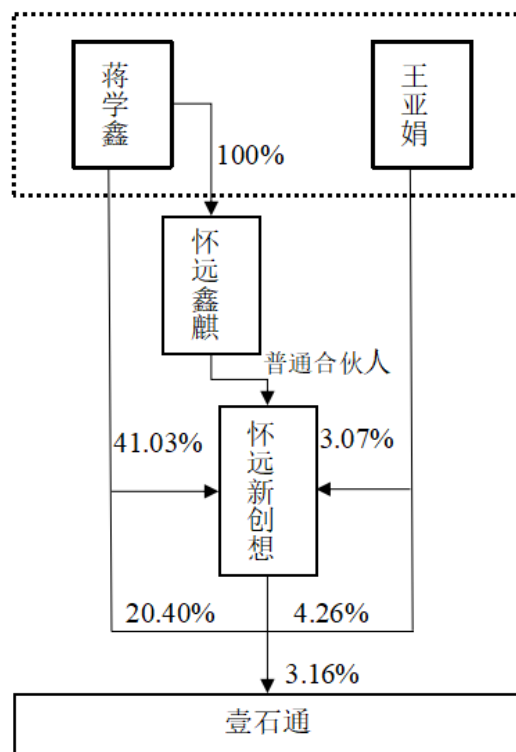 蒋学鑫
王亚娟
100%
怀远鑫麒
普通合伙人
41.03%
怀远新创想
3.07%
20.40%
4.26%
3.16%
壹石通